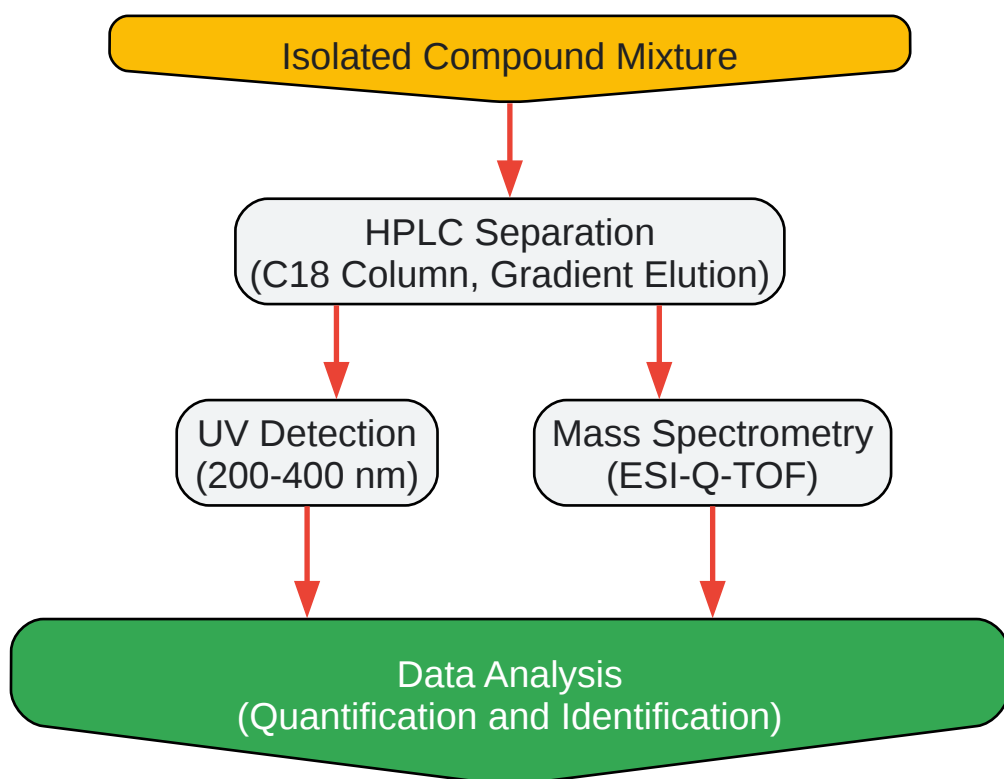 Isolated Compound Mixture
HPLC Separation
(C18 Column, Gradient Elution)
UV Detection
(200-400 nm)
Mass Spectrometry
(ESI-Q-TOF)
Data Analysis
(Quantification and Identification)